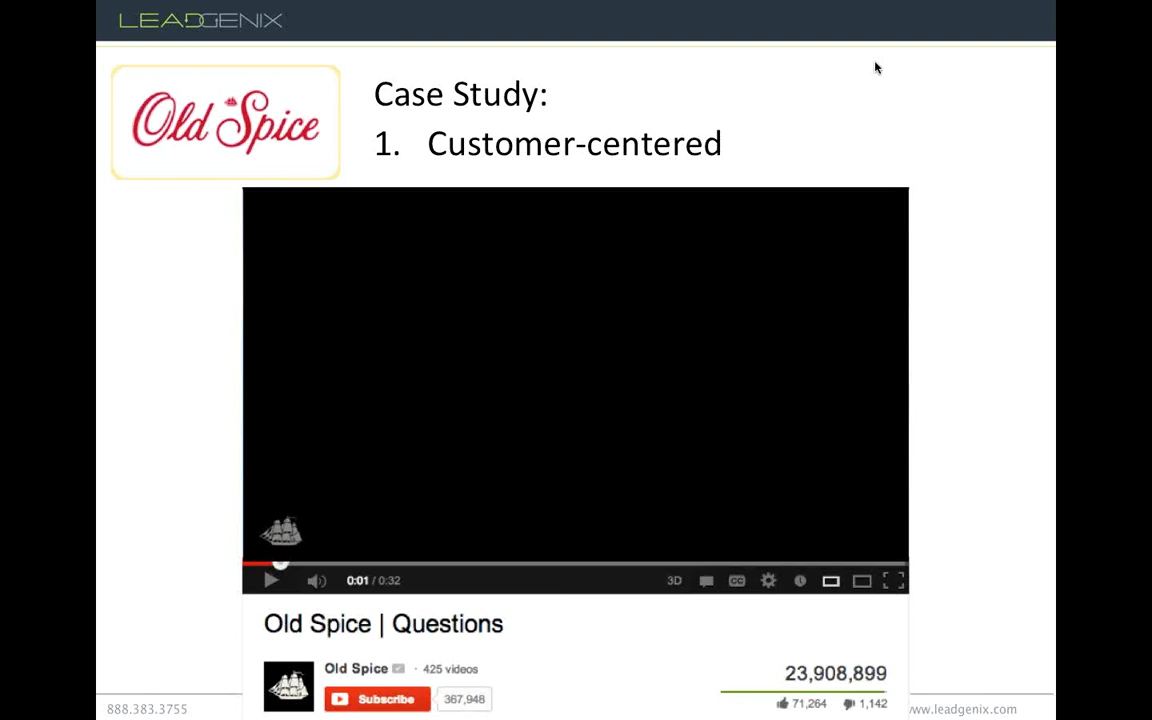 LEADGENIX
Old Spice
Case Study:
1. Customer-centered
0:01 / 0:32
3D
CC
Old Spice | Questions
Old Spice · 425 videos
Subscribe 367,948
23,908,899
71,264 1,142
888.383.3755
www.leadgenix.com